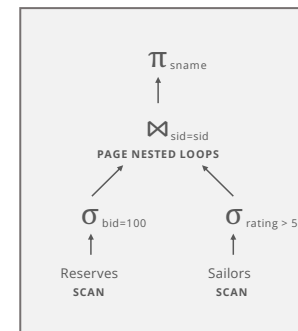 π sname
⋈ sid=sid
PAGE NESTED LOOPS
σ bid=100 σ rating > 5
Reserves Sailors
SCAN SCAN